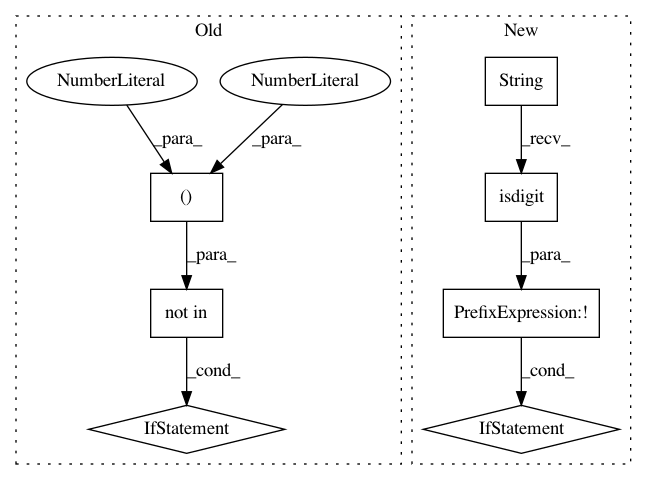 Old
New
NumberLiteral
NumberLiteral
String
_para_
_para_
_recv_
()
isdigit
_para_
_para_
not in
PrefixExpression:!
_cond_
_cond_
IfStatement
IfStatement